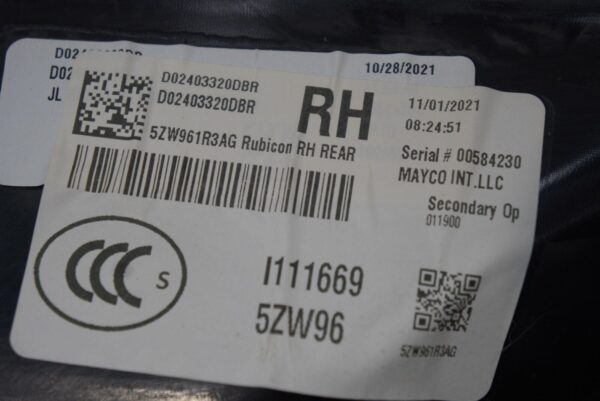 10/28/2021
JL
D02403320DBR
D02403320DBR
RH
11/01/2021
08:24:51
5ZW961R3AG Rubicon RH REAR
Serial # 00584230
MAYCO INT.LLC
Secondary Op
011900
CCC S
I111669
5ZW96
5ZW961R3AG